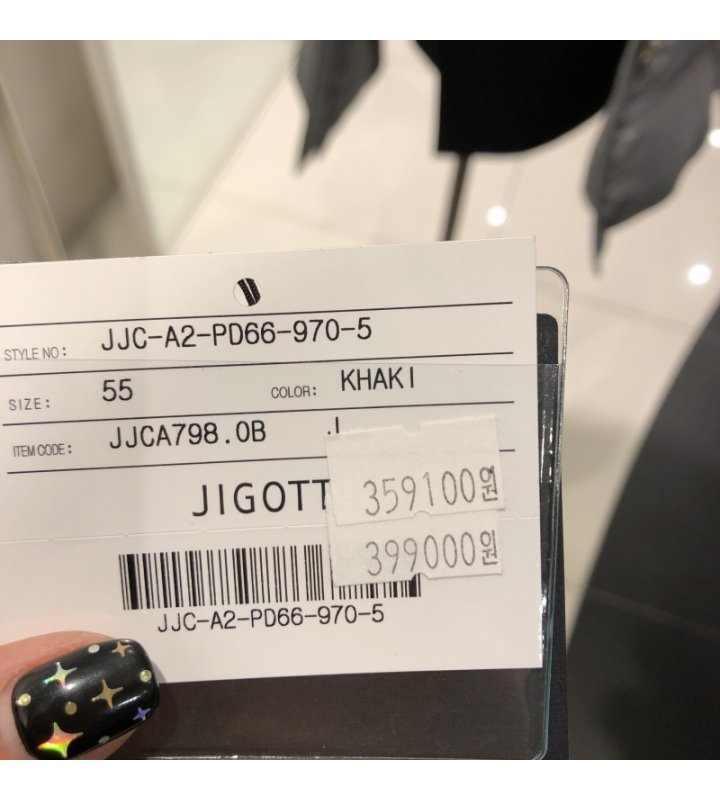 STYLE NO: JJC-A2-PD66-970-5
SIZE: 55 COLOR: KHAKI
ITEM CODE: JJCA798.0B
JIGOTT
359100원
399000원
JJC-A2-PD66-970-5